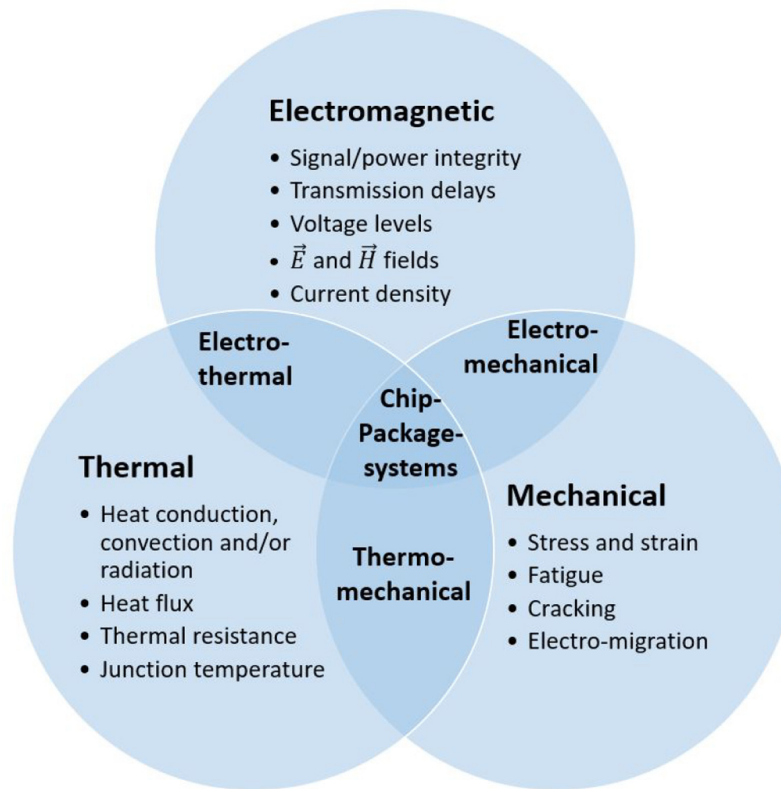 Electromagnetic
• Signal/power integrity
• Transmission delays
• Voltage levels
• E⃗ and H⃗ fields
• Current density
Electro-
thermal
Electro-
mechanical
Chip-
Package-
systems
Thermal
• Heat conduction,
convection and/or
radiation
• Heat flux
• Thermal resistance
• Junction temperature
Thermo-
mechanical
Mechanical
• Stress and strain
• Fatigue
• Cracking
• Electro-migration